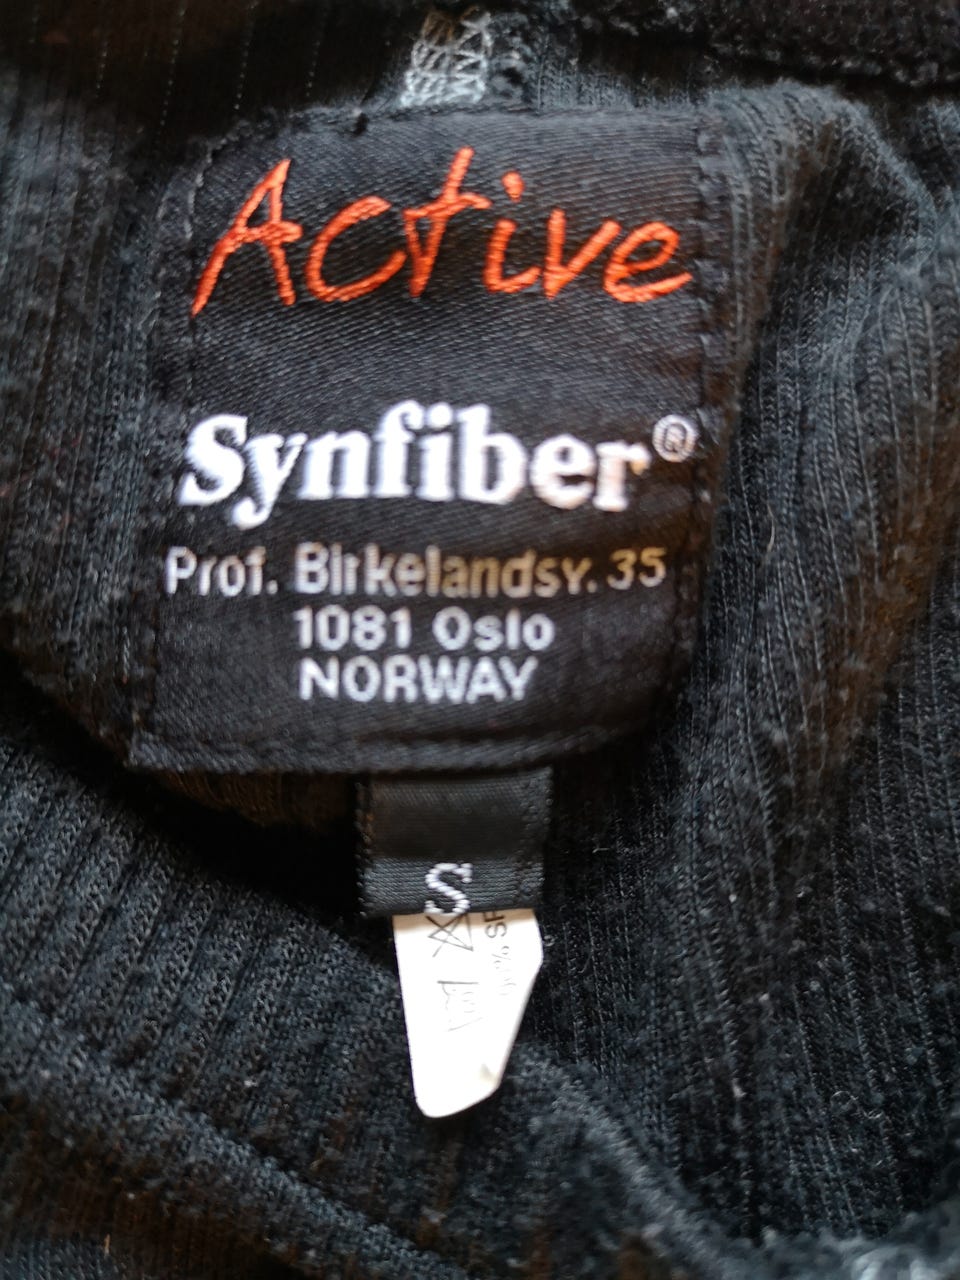 Active
Synfiber®
Prof. Birkelandsv. 35
1081 Oslo
NORWAY
S